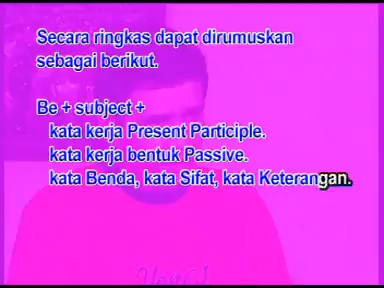 Secara ringkas dapat dirumuskan
sebagai berikut.
Be + subject +
kata kerja Present Participle.
kata kerja bentuk Passive.
kata Benda, kata Sifat, kata Keterangan.